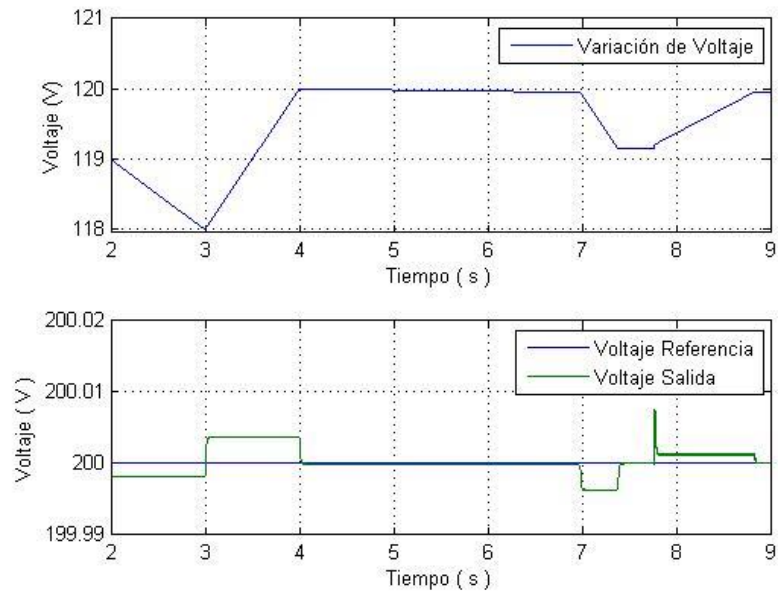 121
120
119
118
Voltaje (V)
Variación de Voltaje
2 3 4 5 6 7 8 9
Tiempo ( s )
200.02
200.01
200
199.99
Voltaje ( V )
Voltaje Referencia
Voltaje Salida
2 3 4 5 6 7 8 9
Tiempo ( s )